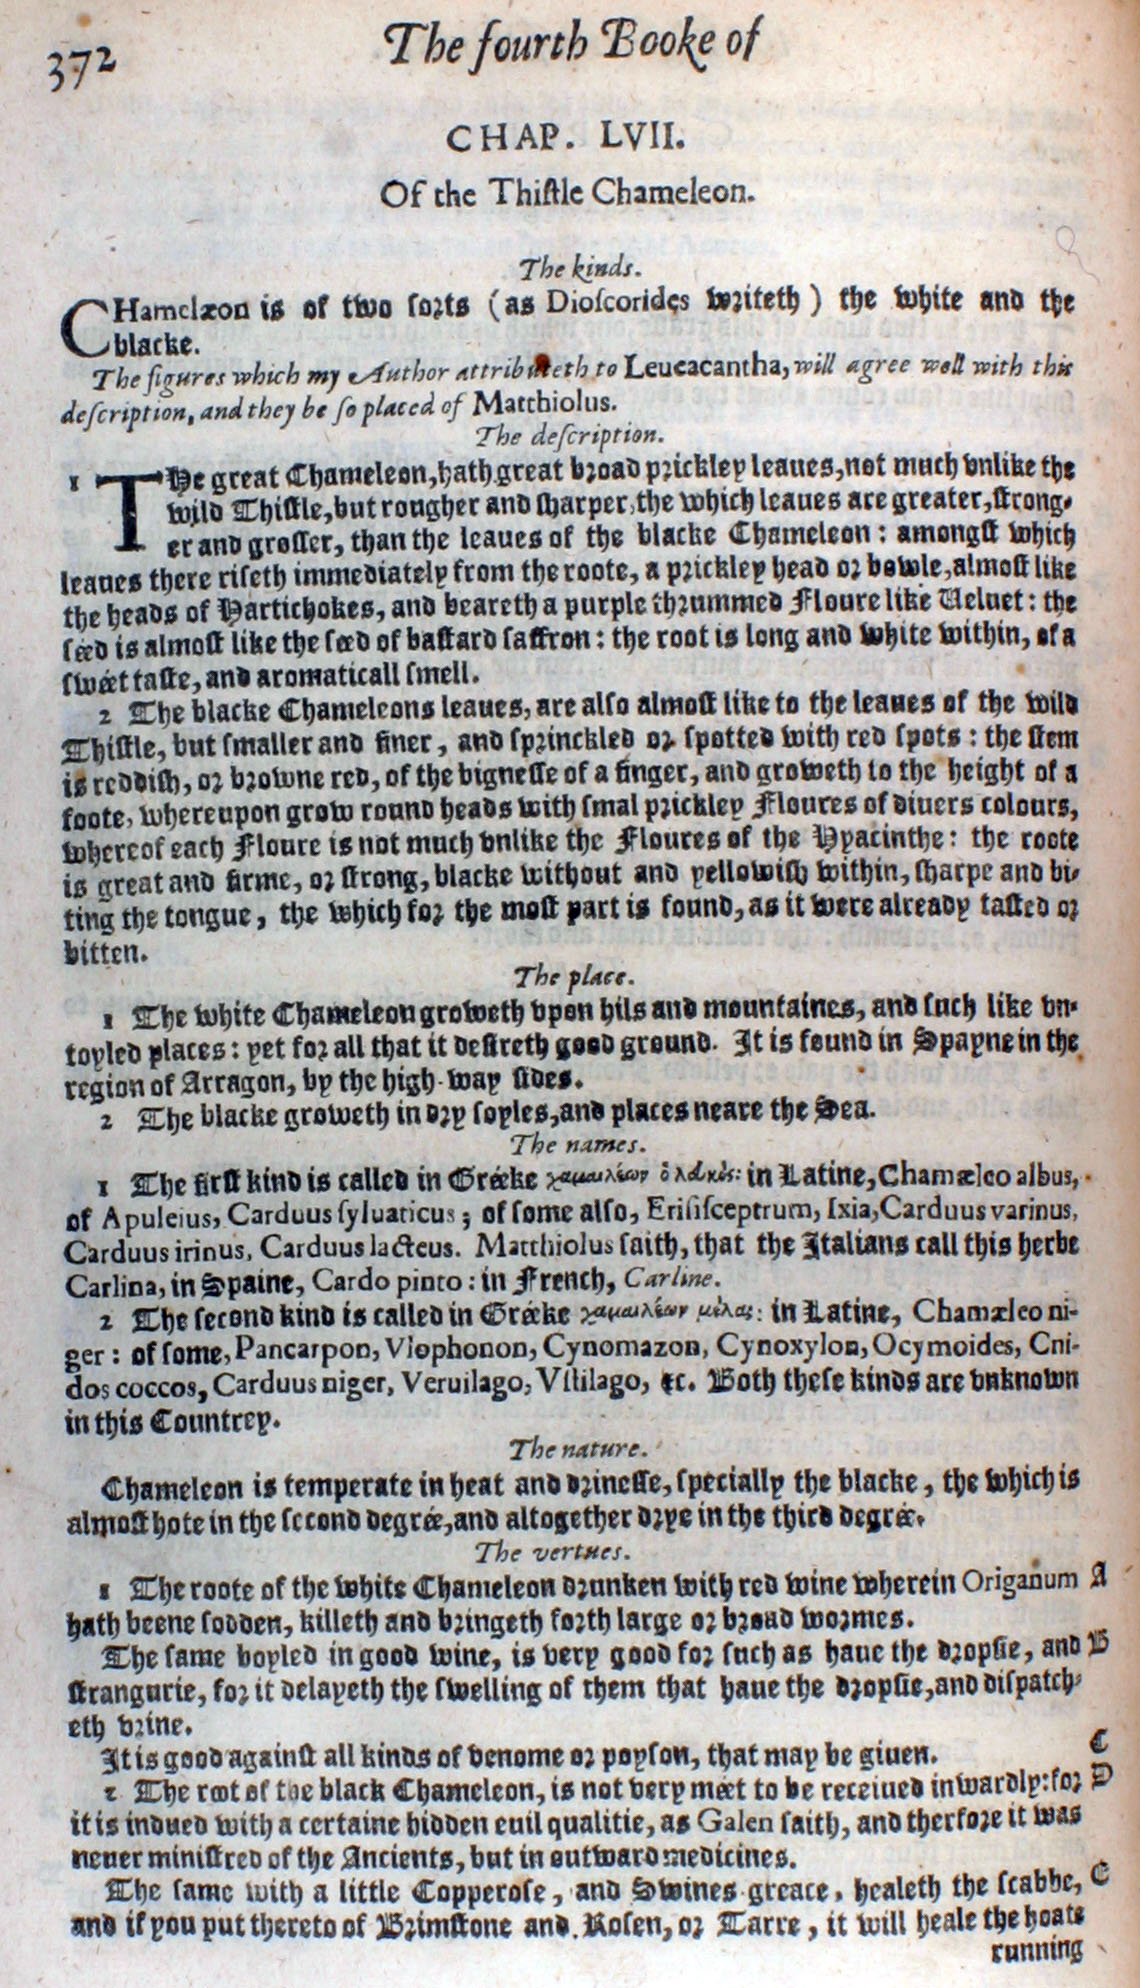 372
The fourth Booke of
CHAP. LVII.
Of the Thiſtle Chameleon.
The kinds.
CHamelæon is of two ſorts (as Dioſcorides writeth) the white and the
blacke.
The figures which my Author attributeth to Leucacantha, will agree well with this
deſcription, and they be ſo placed of Matthiolus.
The deſcription.
1 THe great Chameleon, hath great broad prickley leaues, not much vnlike the
wild Thiſtle, but rougher and ſharper, the which leaues are greater, ſtrong-
er and groſſer, than the leaues of the blacke Chameleon: amongſt which
leaues there riſeth immediately from the roote, a prickley head or bowle, almoſt like
the heads of Hartichokes, and beareth a purple thrummed Floure like Veluet: the
ſeed is almoſt like the ſeed of baſtard ſaffron: the root is long and white within, of a
ſweet taſte, and aromaticall ſmell.
2 The blacke Chameleons leaues, are alſo almoſt like to the leaues of the wild
Thiſtle, but ſmaller and finer, and ſprinckled or ſpotted with red ſpots: the ſtem
is reddiſh, or browne red, of the bigneſſe of a finger, and groweth to the height of a
foote, whereupon grow round heads with ſmal prickley Floures of diuers colours,
whereof each Floure is not much vnlike the Floures of the Hyacinthe: the roote
is great and firme, or ſtrong, blacke without and yellowiſh within, ſharpe and bi-
ting the tongue, the which for the moſt part is found, as it were already taſted or
bitten.
The place.
1 The white Chameleon groweth vpon hils and mountaines, and ſuch like vn-
toyled places: yet for all that it deſireth good ground. It is found in Spayne in the
region of Arragon, by the high-way ſides.
2 The blacke groweth in dry ſoyles, and places neare the Sea.
The names.
1 The firſt kind is called in Greeke χαμαιλέων ὁ λευκός: in Latine, Chamæleo albus,
of Apuleius, Carduus ſyluaticus; of ſome alſo, Eriſiſceptrum, Ixia, Carduus varinus,
Carduus irinus, Carduus lacteus. Matthiolus ſaith, that the Italians call this herbe
Carlina, in Spaine, Cardo pinto: in French, Carline.
2 The ſecond kind is called in Greeke χαμαιλέων μέλας: in Latine, Chamæleo ni-
ger: of ſome, Pancarpon, Vlophonon, Cynomazon, Cynoxylon, Ocymoides, Cni-
dos coccos, Carduus niger, Veruilago, Vſtilago, &c. Both theſe kinds are vnknown
in this Countrey.
The nature.
Chameleon is temperate in heat and drineſſe, ſpecially the blacke, the which is
almoſt hote in the ſecond degree, and altogether drye in the third degree.
The vertues.
1 The roote of the white Chameleon drunken with red wine wherein Origanum A
hath beene ſodden, killeth and bringeth forth large or broad wormes.
The ſame boyled in good wine, is very good for ſuch as haue the dropſie, and B
ſtrangurie, for it delayeth the ſwelling of them that haue the dropſie, and diſpatch-
eth vrine.
It is good againſt all kinds of venome or poyſon, that may be giuen. C
2 The root of the black Chameleon, is not very meet to be receiued inwardly: for D
it is indued with a certaine hidden euil qualitie, as Galen ſaith, and therfore it was
neuer miniſtred of the Ancients, but in outward medicines.
The ſame with a little Copperoſe, and Swines greace, healeth the ſcabbe, E
and if you put thereto of Brimſtone and Roſen, or Tarre, it will heale the hoate
running